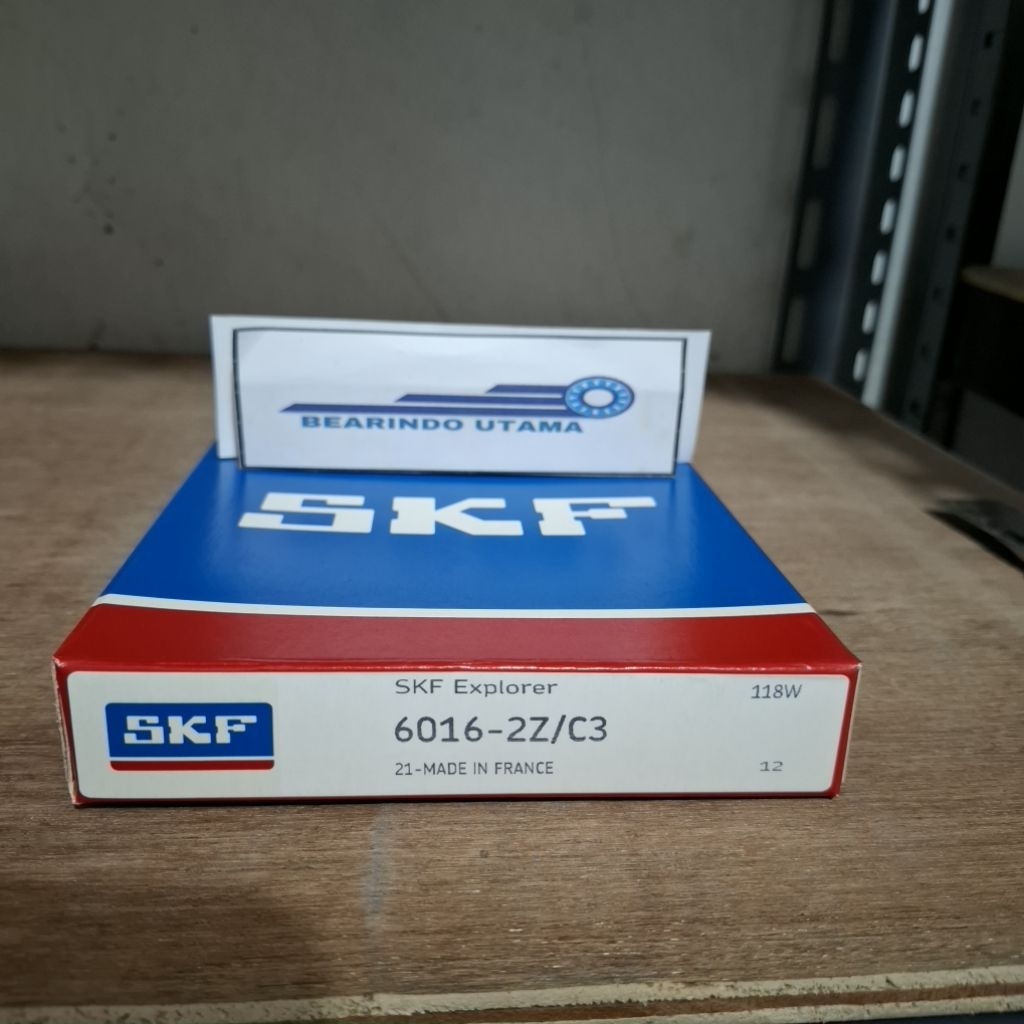 BEARINDO UTAMA
SKF
SKF
SKF Explorer
118W
6016-2Z/C3
21-MADE IN FRANCE
12